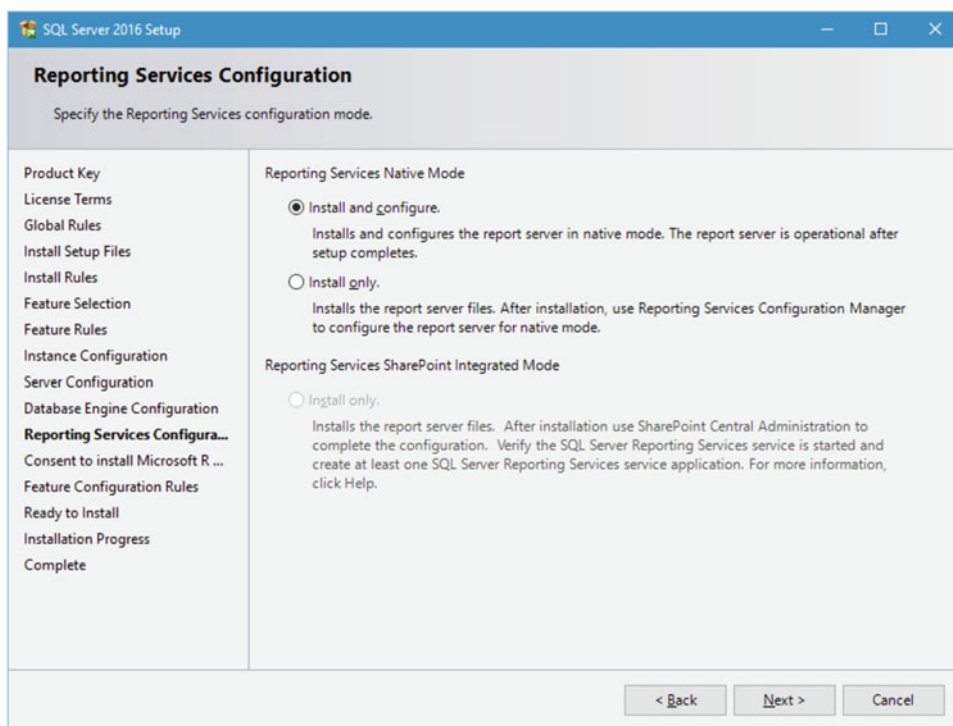 SQL Server 2016 Setup
Reporting Services Configuration
Specify the Reporting Services configuration mode.
Product Key
License Terms
Global Rules
Install Setup Files
Install Rules
Feature Selection
Feature Rules
Instance Configuration
Server Configuration
Database Engine Configuration
Reporting Services Configura...
Consent to install Microsoft R ...
Feature Configuration Rules
Ready to Install
Installation Progress
Complete
Reporting Services Native Mode
Install and configure.
Installs and configures the report server in native mode. The report server is operational after
setup completes.
Install only.
Installs the report server files. After installation, use Reporting Services Configuration Manager
to configure the report server for native mode.
Reporting Services SharePoint Integrated Mode
Install only.
Installs the report server files. After installation use SharePoint Central Administration to
complete the configuration. Verify the SQL Server Reporting Services service is started and
create at least one SQL Server Reporting Services service application. For more information,
click Help.
< Back
Next >
Cancel